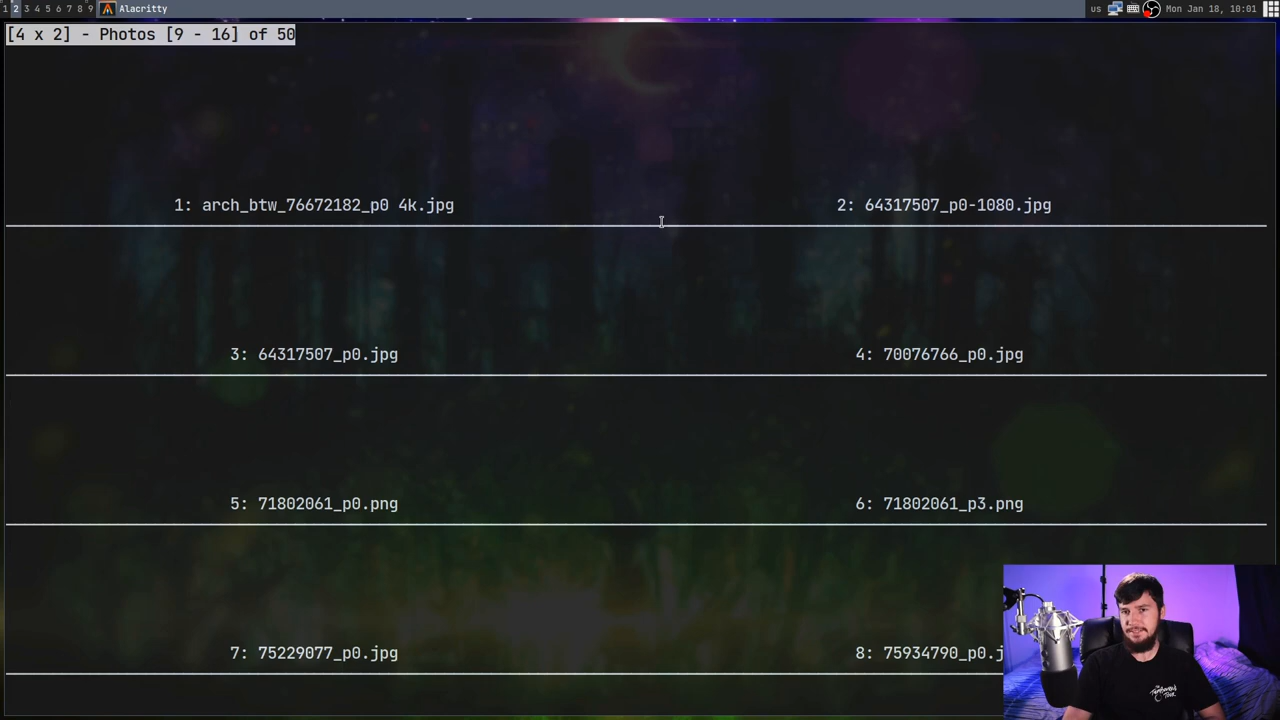 1 2 3 4 5 6 7 8 9 Alacritty us Mon Jan 18, 10:01
[4 x 2] - Photos [9 - 16] of 50
1: arch_btw_76672182_p0 4k.jpg 2: 64317507_p0-1080.jpg
3: 64317507_p0.jpg 4: 70076766_p0.jpg
5: 71802061_p0.png 6: 71802061_p3.png
7: 75229077_p0.jpg 8: 75934790_p0.j